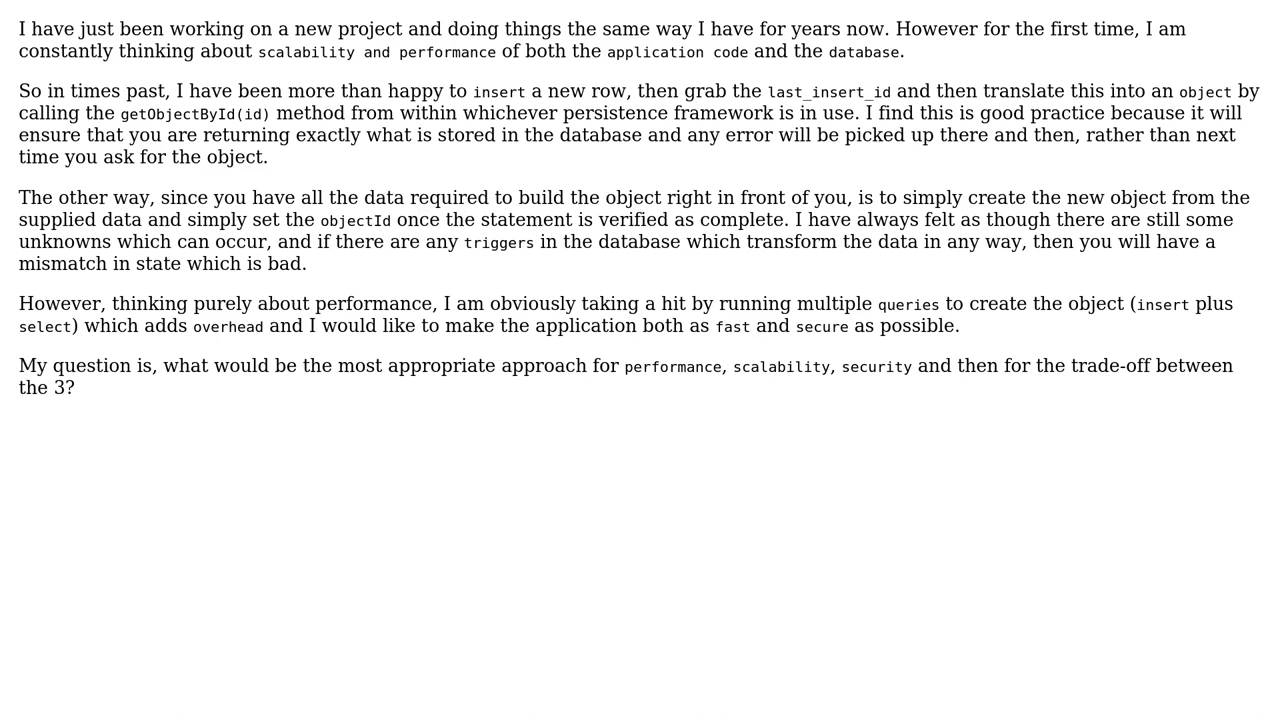 I have just been working on a new project and doing things the same way I have for years now. However for the first time, I am
constantly thinking about scalability and performance of both the application code and the database.
So in times past, I have been more than happy to insert a new row, then grab the last_insert_id and then translate this into an object by
calling the getObjectById(id) method from within whichever persistence framework is in use. I find this is good practice because it will
ensure that you are returning exactly what is stored in the database and any error will be picked up there and then, rather than next
time you ask for the object.
The other way, since you have all the data required to build the object right in front of you, is to simply create the new object from the
supplied data and simply set the objectId once the statement is verified as complete. I have always felt as though there are still some
unknowns which can occur, and if there are any triggers in the database which transform the data in any way, then you will have a
mismatch in state which is bad.
However, thinking purely about performance, I am obviously taking a hit by running multiple queries to create the object (insert plus
select) which adds overhead and I would like to make the application both as fast and secure as possible.
My question is, what would be the most appropriate approach for performance, scalability, security and then for the trade-off between
the 3?